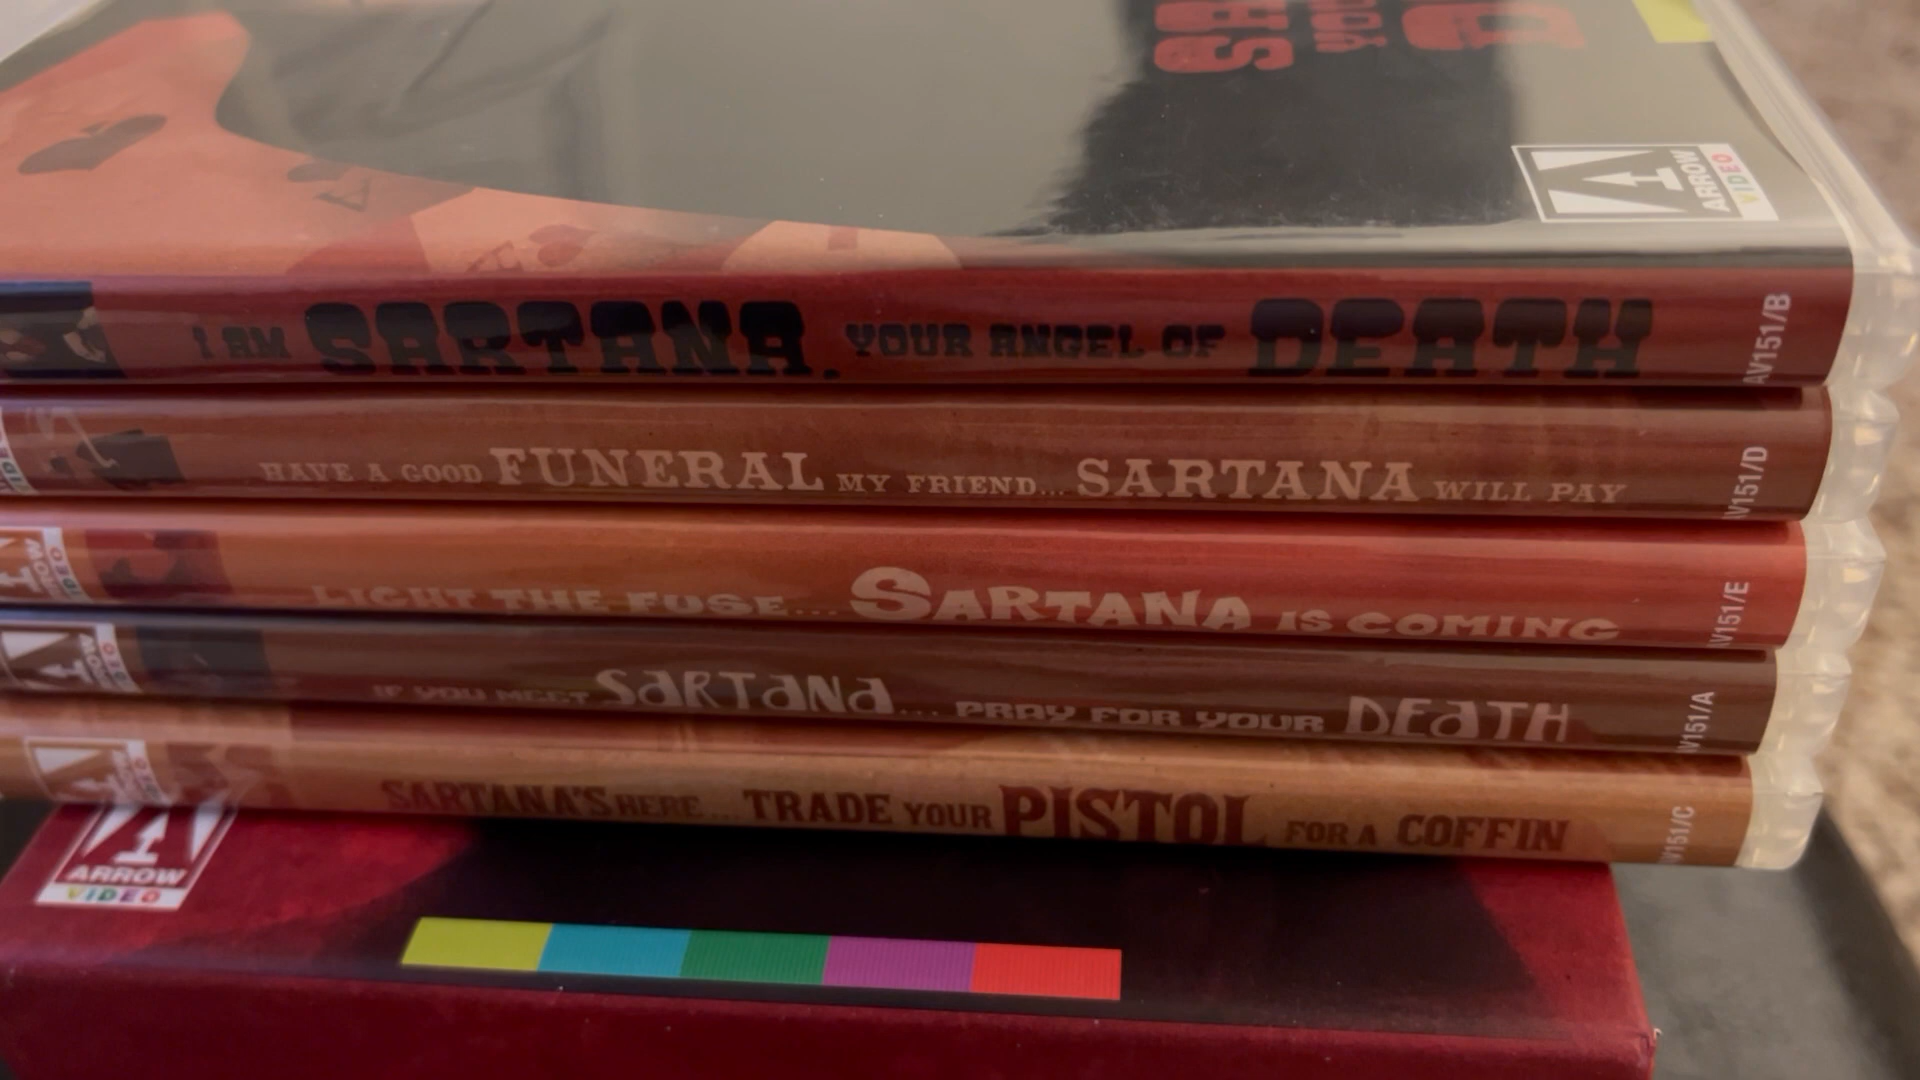 ARROW
VIDEO
I AM SARTANA, YOUR ANGEL OF DEATH
AV151/B
HAVE A GOOD FUNERAL MY FRIEND... SARTANA WILL PAY
V151/D
LIGHT THE FUSE... SARTANA IS COMING
V151/E
ARROW
VIDEO
IF YOU MEET SARTANA... PRAY FOR YOUR DEATH
V151/A
SARTANA'S HERE... TRADE YOUR PISTOL FOR A COFFIN
V151/C
ARROW
VIDEO